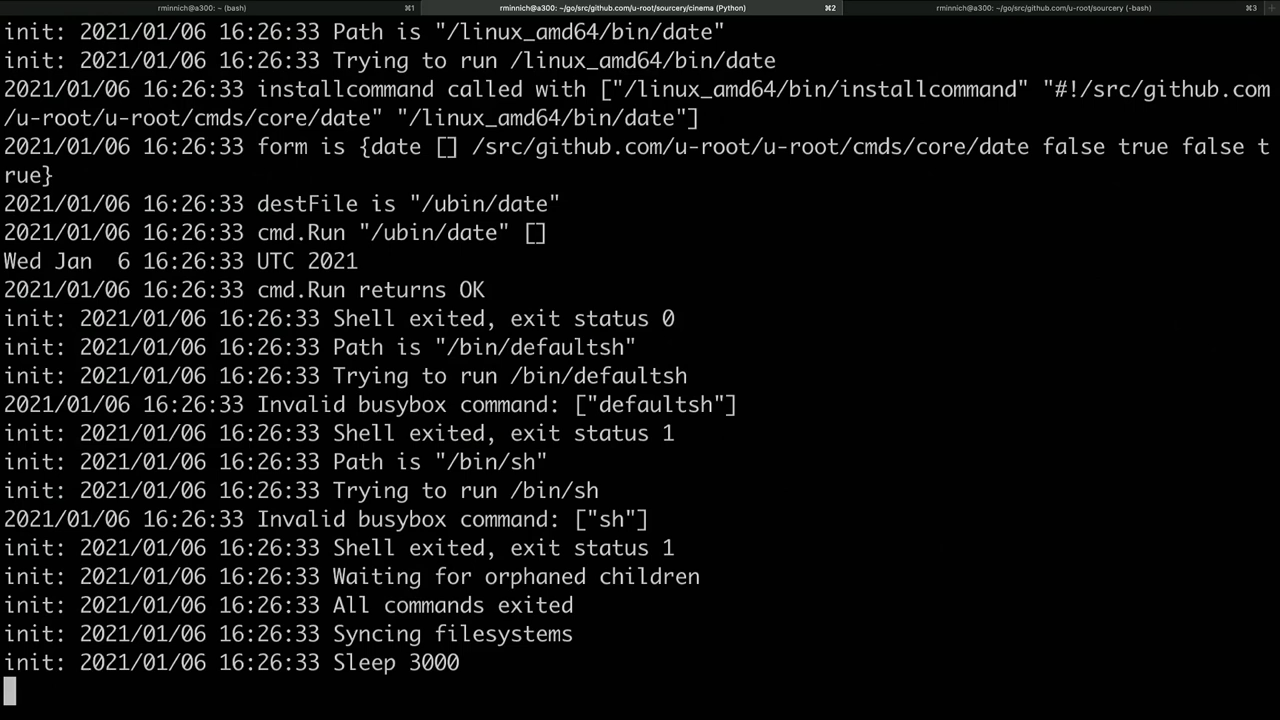 rminnich@a300: ~ (-bash) ⌘1 rminnich@a300: ~/go/src/github.com/u-root/sourcery/cinema (Python) ⌘2 rminnich@a300: ~/go/src/github.com/u-root/sourcery (-bash) ⌘3
init: 2021/01/06 16:26:33 Path is "/linux_amd64/bin/date"
init: 2021/01/06 16:26:33 Trying to run /linux_amd64/bin/date
2021/01/06 16:26:33 installcommand called with ["/linux_amd64/bin/installcommand" "#!/src/github.com
/u-root/u-root/cmds/core/date" "/linux_amd64/bin/date"]
2021/01/06 16:26:33 form is {date [] /src/github.com/u-root/u-root/cmds/core/date false true false t
rue}
2021/01/06 16:26:33 destFile is "/ubin/date"
2021/01/06 16:26:33 cmd.Run "/ubin/date" []
Wed Jan  6 16:26:33 UTC 2021
2021/01/06 16:26:33 cmd.Run returns OK
init: 2021/01/06 16:26:33 Shell exited, exit status 0
init: 2021/01/06 16:26:33 Path is "/bin/defaultsh"
init: 2021/01/06 16:26:33 Trying to run /bin/defaultsh
2021/01/06 16:26:33 Invalid busybox command: ["defaultsh"]
init: 2021/01/06 16:26:33 Shell exited, exit status 1
init: 2021/01/06 16:26:33 Path is "/bin/sh"
init: 2021/01/06 16:26:33 Trying to run /bin/sh
2021/01/06 16:26:33 Invalid busybox command: ["sh"]
init: 2021/01/06 16:26:33 Shell exited, exit status 1
init: 2021/01/06 16:26:33 Waiting for orphaned children
init: 2021/01/06 16:26:33 All commands exited
init: 2021/01/06 16:26:33 Syncing filesystems
init: 2021/01/06 16:26:33 Sleep 3000